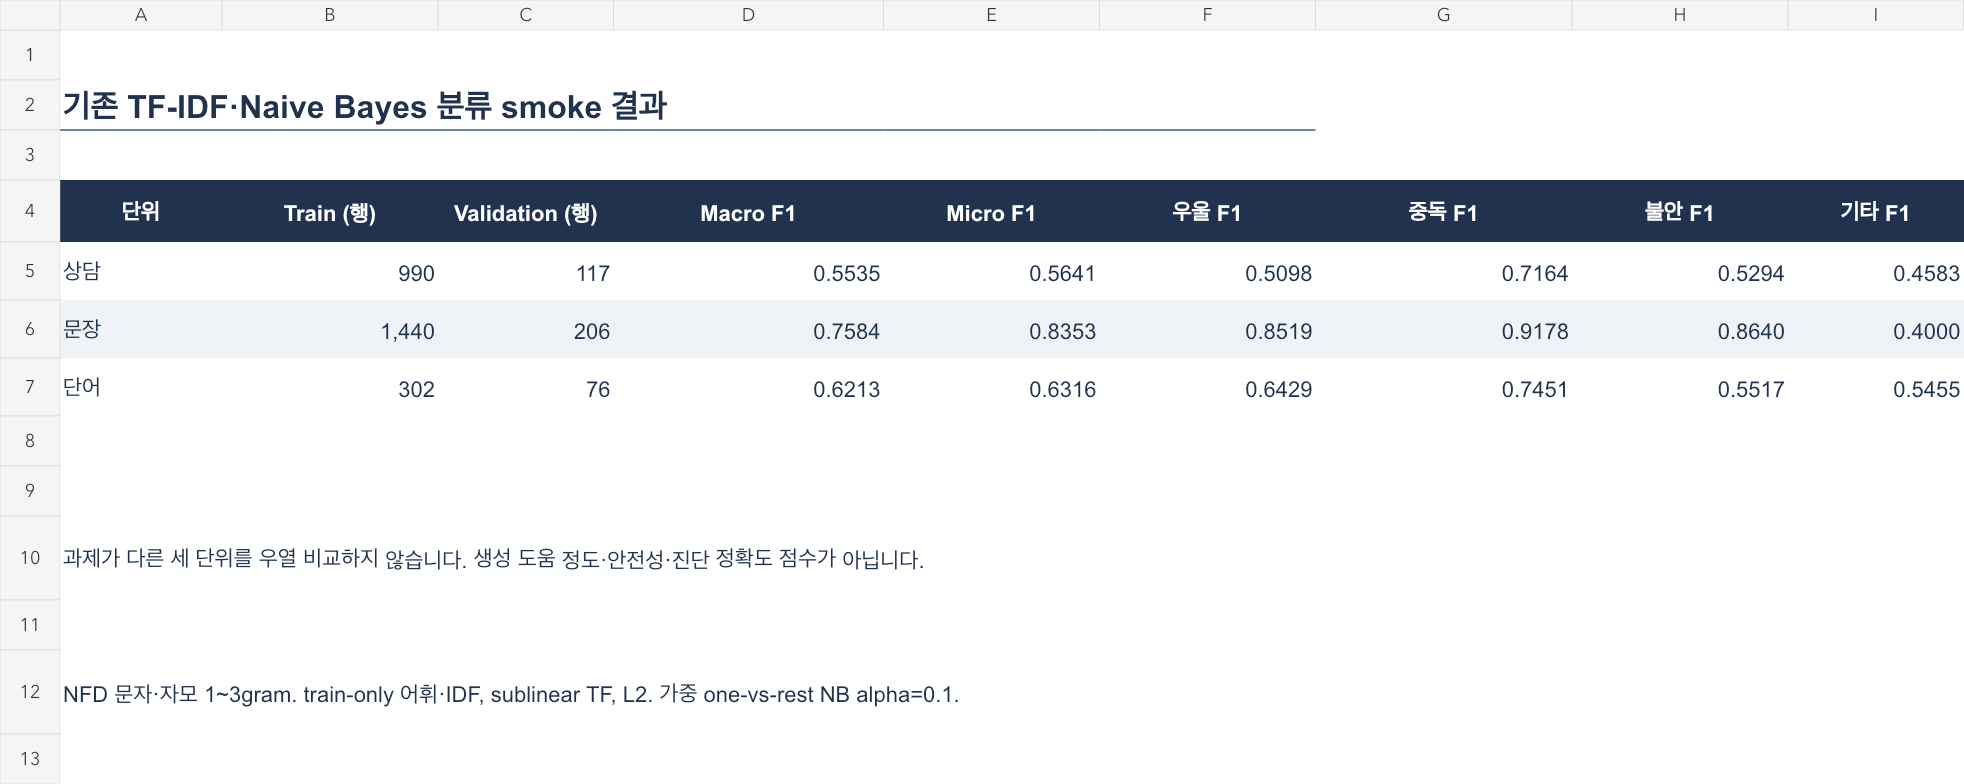 A B C D E F G H I
1
2 기존 TF-IDF·Naive Bayes 분류 smoke 결과
3
4 단위 Train (행) Validation (행) Macro F1 Micro F1 우울 F1 중독 F1 불안 F1 기타 F1
5 상담 990 117 0.5535 0.5641 0.5098 0.7164 0.5294 0.4583
6 문장 1,440 206 0.7584 0.8353 0.8519 0.9178 0.8640 0.4000
7 단어 302 76 0.6213 0.6316 0.6429 0.7451 0.5517 0.5455
8
9
10 과제가 다른 세 단위를 우열 비교하지 않습니다. 생성 도움 정도·안전성·진단 정확도 점수가 아닙니다.
11
12 NFD 문자·자모 1~3gram. train-only 어휘·IDF, sublinear TF, L2. 가중 one-vs-rest NB alpha=0.1.
13